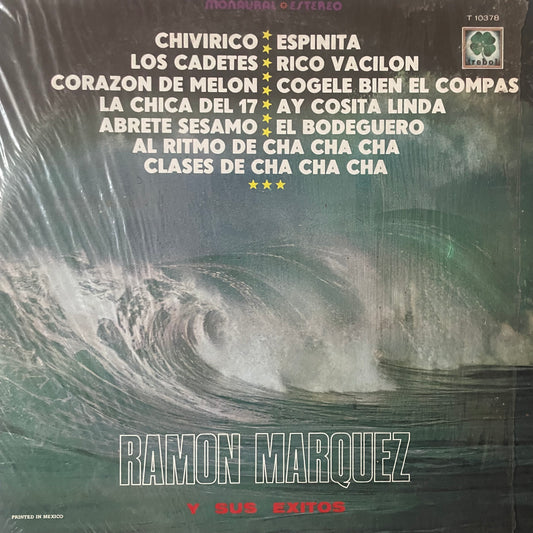 MONAURAL ESTEREO
T 10378
trebol
CHIVIRICO ESPINITA
LOS CADETES RICO VACILON
CORAZON DE MELON COGELE BIEN EL COMPAS
LA CHICA DEL 17 AY COSITA LINDA
ABRETE SESAMO EL BODEGUERO
AL RITMO DE CHA CHA CHA
CLASES DE CHA CHA CHA
RAMON MARQUEZ
Y SUS EXITOS
PRINTED IN MEXICO